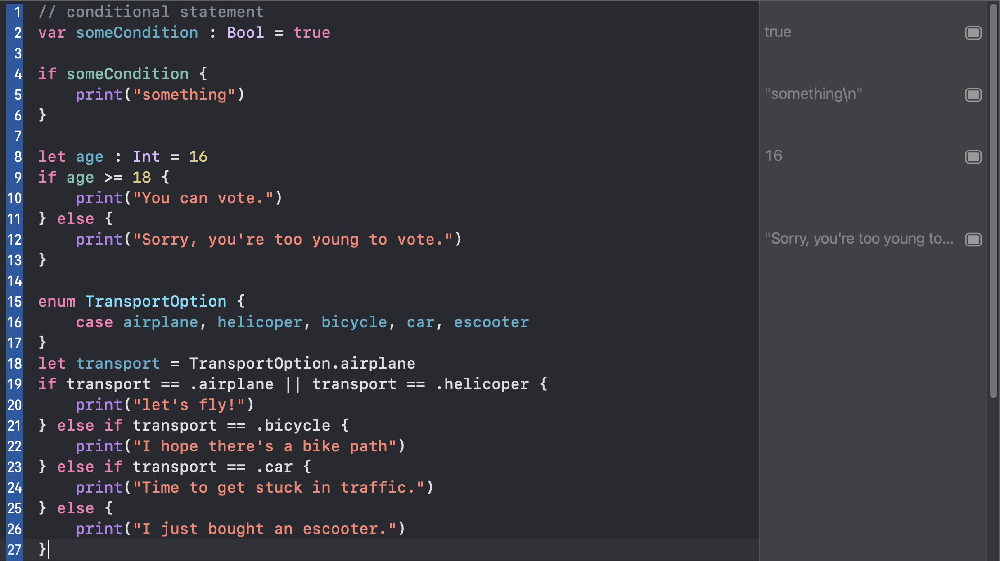 1 // conditional statement
2 var someCondition : Bool = true
true
3
4 if someCondition {
5     print("something")
"something\n"
6 }
7
8 let age : Int = 16
16
9 if age >= 18 {
10     print("You can vote.")
11 } else {
12     print("Sorry, you're too young to vote.")
"Sorry, you're too young to...
13 }
14
15 enum TransportOption {
16     case airplane, helicoper, bicycle, car, escooter
17 }
18 let transport = TransportOption.airplane
19 if transport == .airplane || transport == .helicoper {
20     print("let's fly!")
21 } else if transport == .bicycle {
22     print("I hope there's a bike path")
23 } else if transport == .car {
24     print("Time to get stuck in traffic.")
25 } else {
26     print("I just bought an escooter.")
27 }